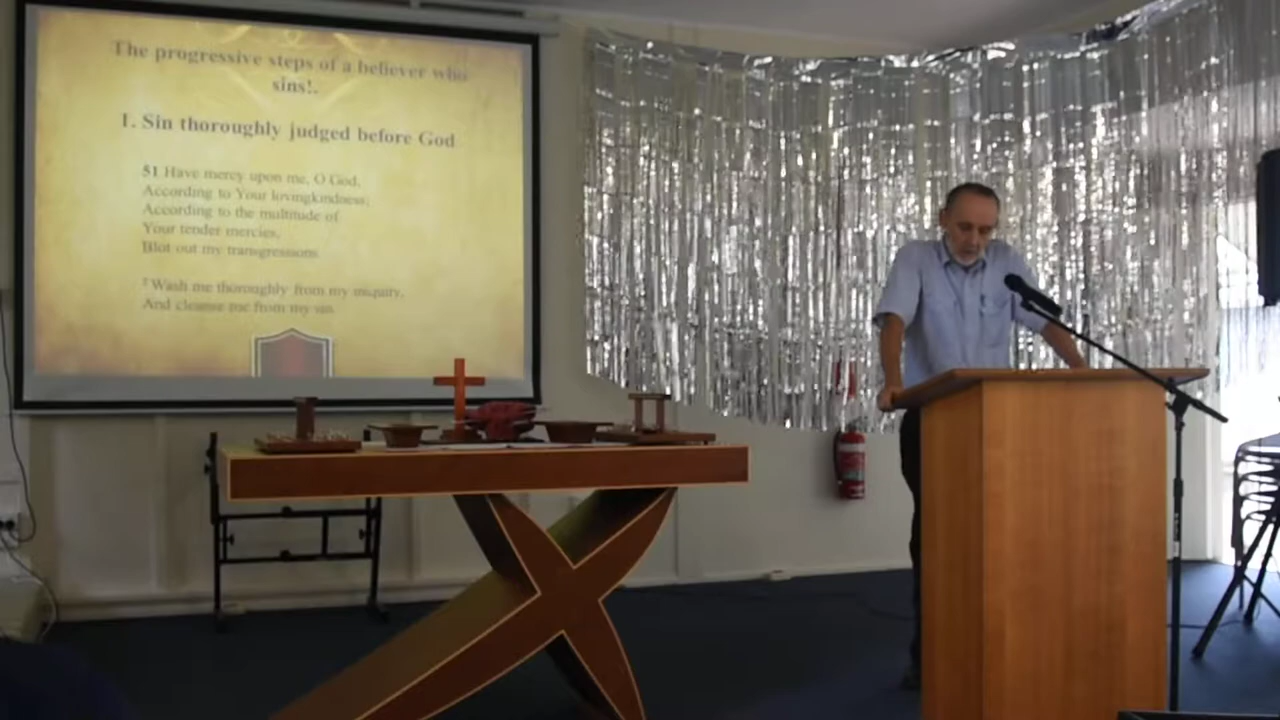 The progressive steps of a believer who
sins!.
1. Sin thoroughly judged before God
51 Have mercy upon me, O God,
According to Your lovingkindness;
According to the multitude of
Your tender mercies,
Blot out my transgressions.
2 Wash me thoroughly from my iniquity,
And cleanse me from my sin.